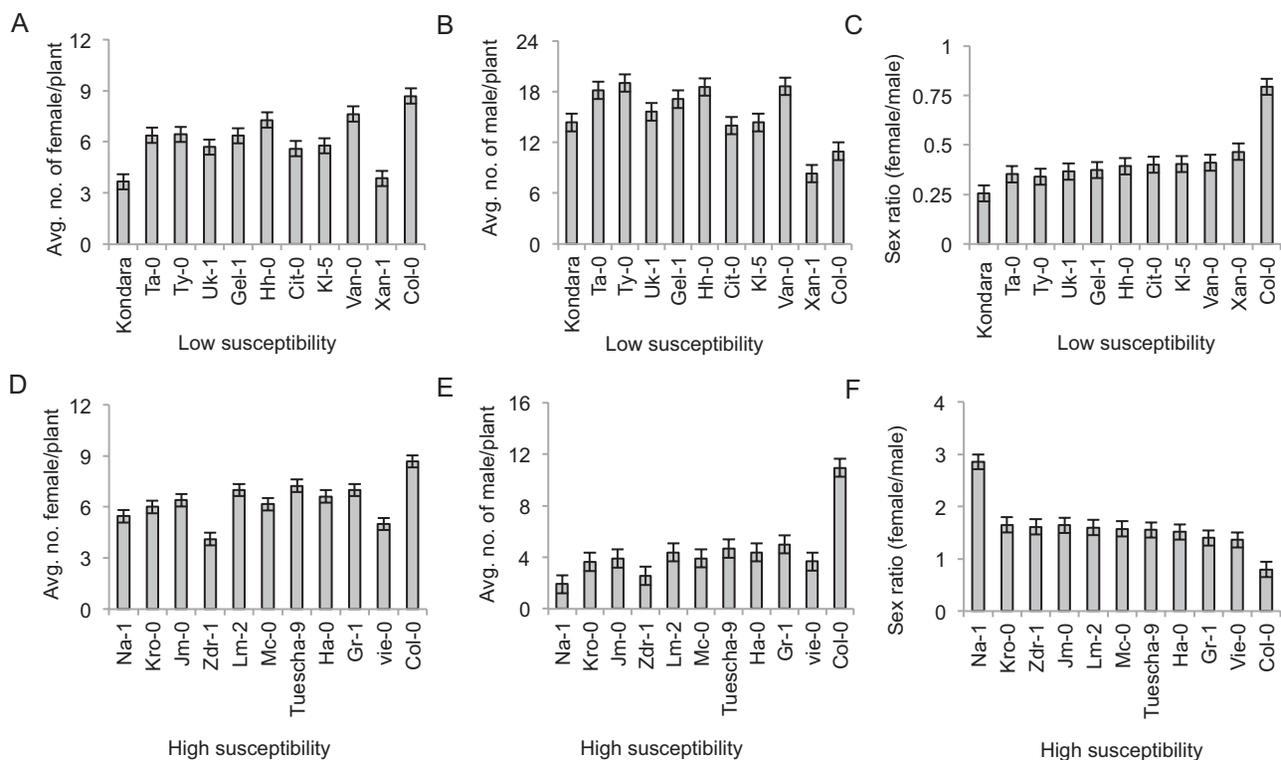 A
Avg. no. of female/plant
12
9
6
3
0
Kondara
Ta-0
Ty-0
Uk-1
Gel-1
Hh-0
Cit-0
Kl-5
Van-0
Xan-1
Col-0
Low susceptibility
B
Avg. no. of male/plant
24
18
12
6
0
Kondara
Ta-0
Ty-0
Uk-1
Gel-1
Hh-0
Cit-0
Kl-5
Van-0
Xan-1
Col-0
Low susceptibility
C
Sex ratio (female/male)
1
0.75
0.5
0.25
0
Kondara
Ta-0
Ty-0
Uk-1
Gel-1
Hh-0
Cit-0
Kl-5
Van-0
Xan-0
Col-0
Low susceptibility
D
Avg. no. female/plant
12
9
6
3
0
Na-1
Kro-0
Jm-0
Zdr-1
Lm-2
Mc-0
Tuescha-9
Ha-0
Gr-1
vie-0
Col-0
High susceptibility
E
Avg. no. of male/plant
16
12
8
4
0
Na-1
Kro-0
Jm-0
Zdr-1
Lm-2
Mc-0
Tuescha-9
Ha-0
Gr-1
vie-0
Col-0
High susceptibility
F
Sex ratio (female/male)
4
3
2
1
0
Na-1
Kro-0
Zdr-1
Jm-0
Lm-2
Mc-0
Tuescha-9
Ha-0
Gr-1
Vie-0
Col-0
High susceptibility